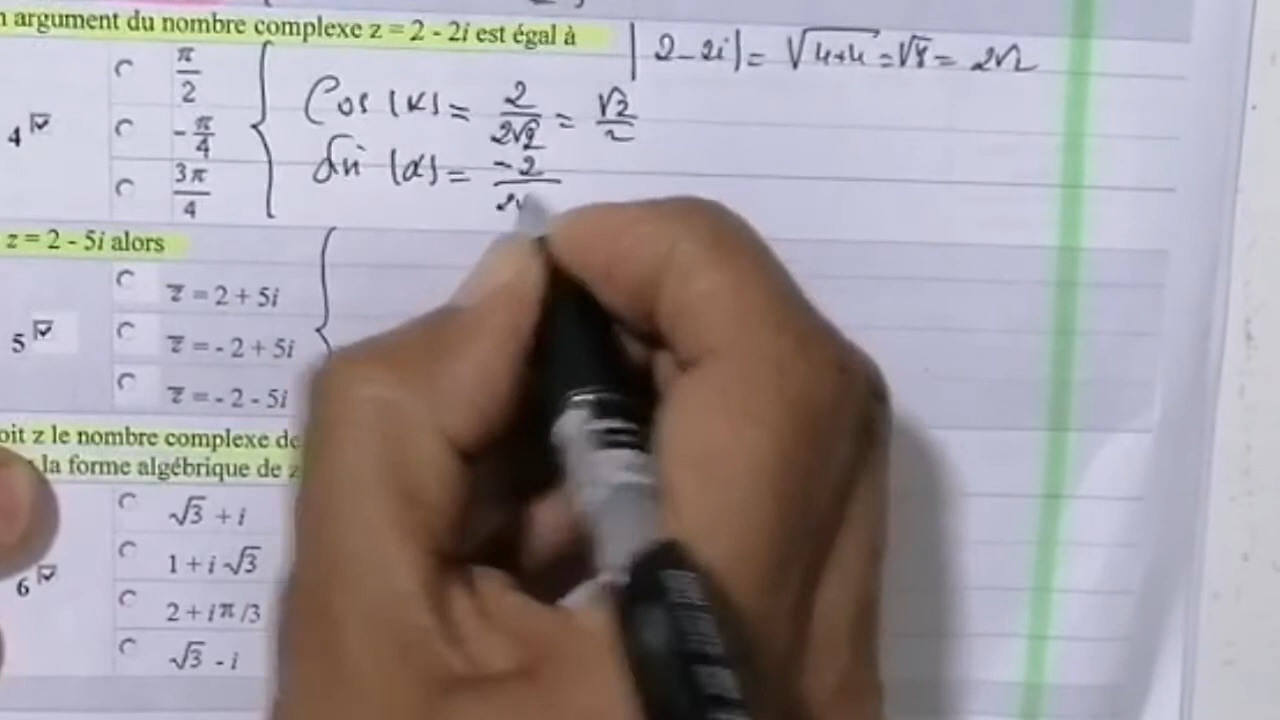 n argument du nombre complexe z = 2 - 2i est égal à
|2-2i| = √4+4 = √8 = 2√2
π/2
4
-π/4
3π/4
Cos(α) = 2/2√2 = √2/2
Sin(α) = -2/2√
z = 2 - 5i alors
z̅ = 2 + 5i
5
z̅ = - 2 + 5i
z̅ = - 2 - 5i
oit z le nombre complexe de
la forme algébrique de z
√3 + i
1 + i √3
6
2 + i π /3
√3 - i